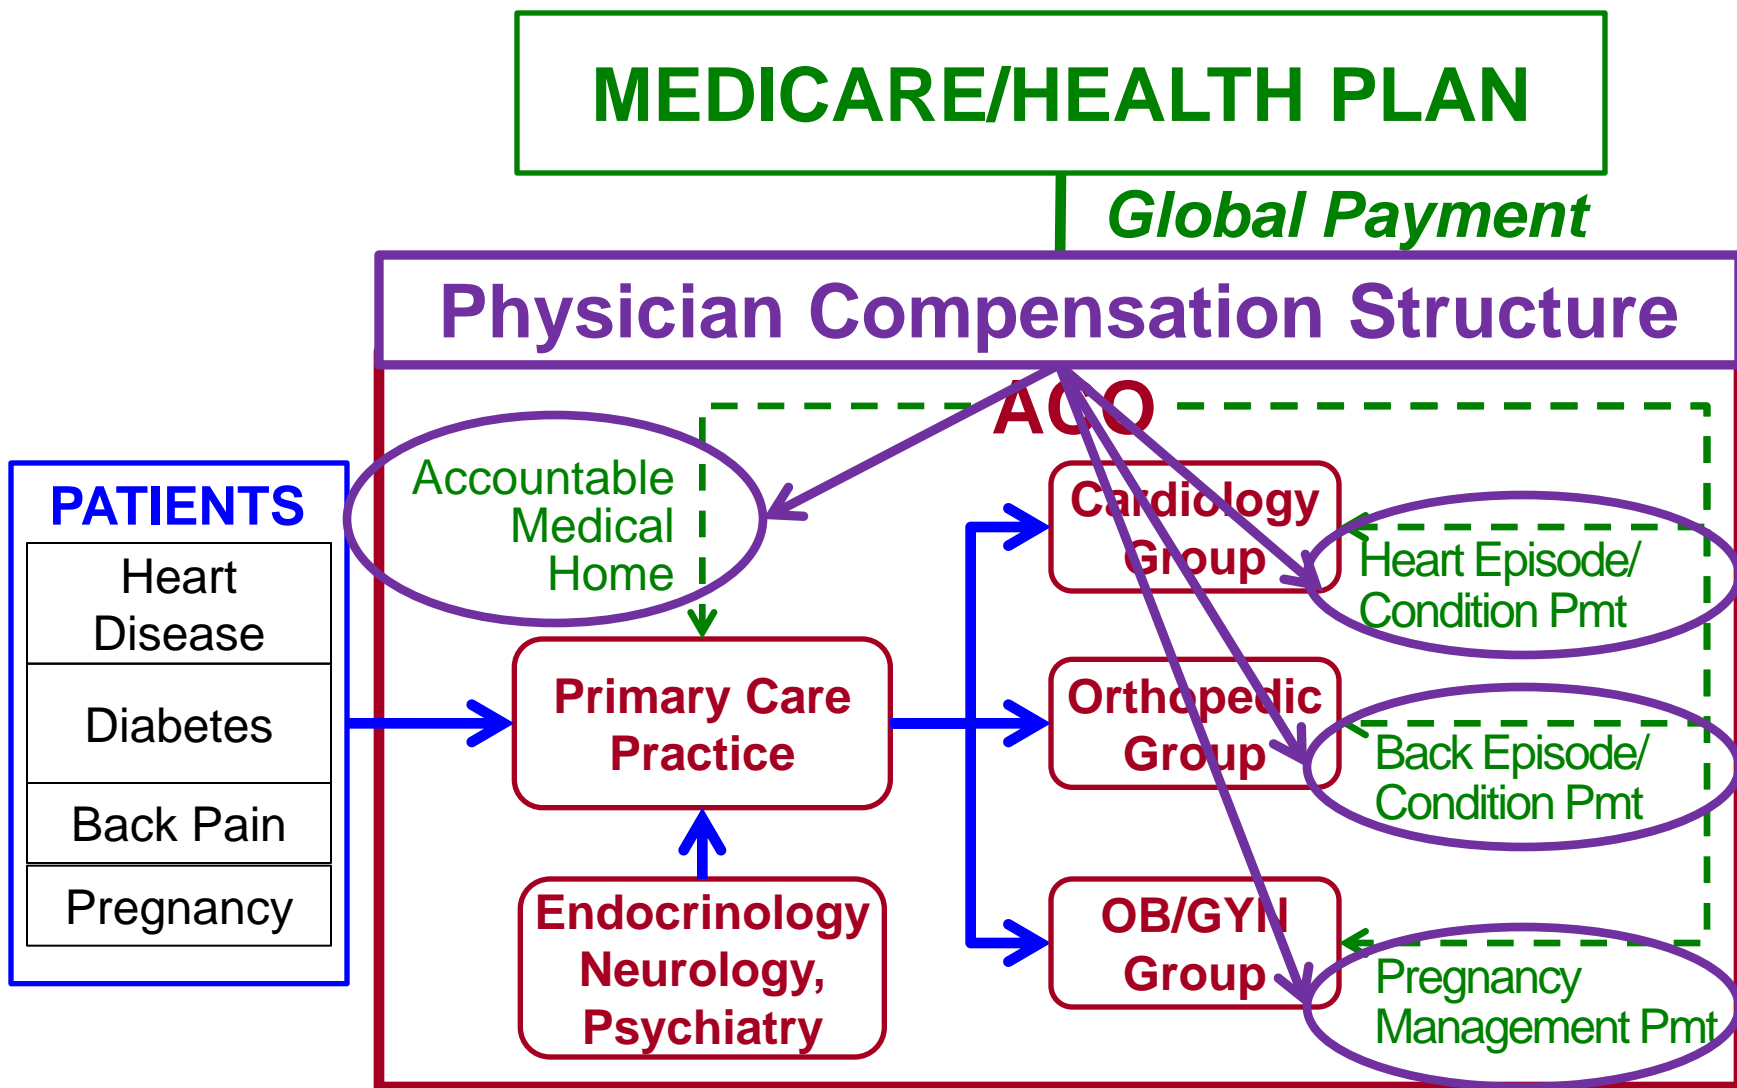 MEDICARE/HEALTH PLAN
Global Payment
Physician Compensation Structure
ACO
PATIENTS
Heart
Disease
Diabetes
Back Pain
Pregnancy
Accountable
Medical
Home
Primary Care
Practice
Endocrinology
Neurology,
Psychiatry
Cardiology
Group
Heart Episode/
Condition Pmt
Orthopedic
Group
Back Episode/
Condition Pmt
OB/GYN
Group
Pregnancy
Management Pmt